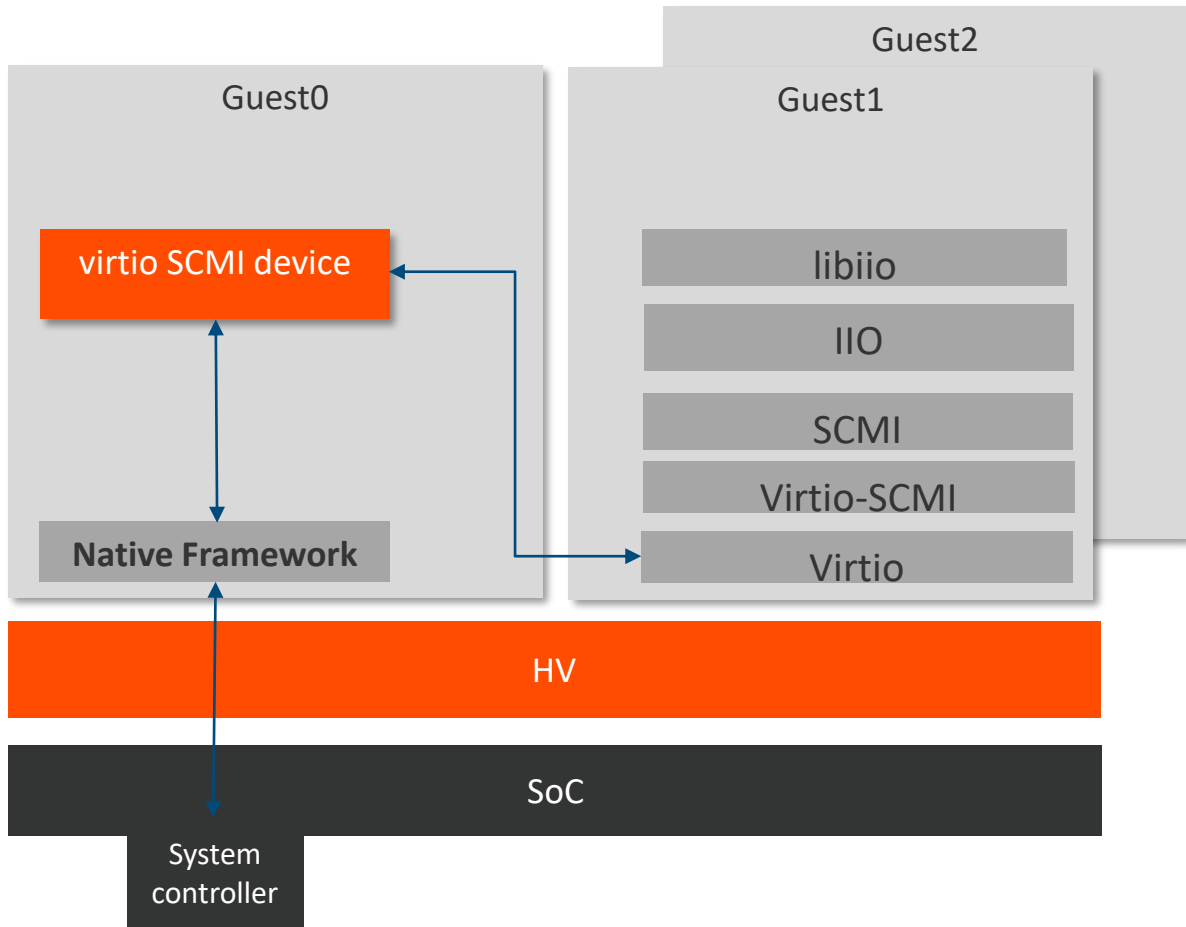 Guest2
Guest0
Guest1
virtio SCMI device
libiio
IIO
SCMI
Virtio-SCMI
Native Framework
Virtio
HV
SoC
System
controller